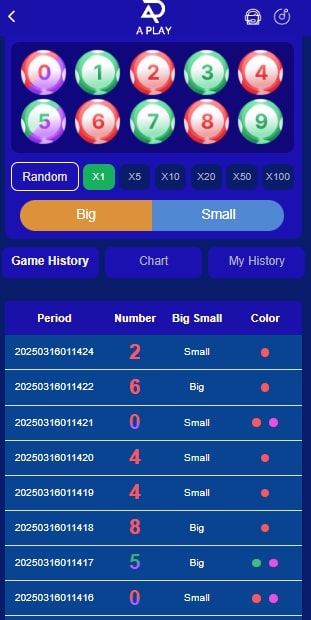 A PLAY
0 1 2 3 4
5 6 7 8 9
Random X1 X5 X10 X20 X50 X100
Big Small
Game History Chart My History
Period Number Big Small Color
20250316011424 2 Small
20250316011422 6 Big
20250316011421 0 Small
20250316011420 4 Small
20250316011419 4 Small
20250316011418 8 Big
20250316011417 5 Big
20250316011416 0 Small